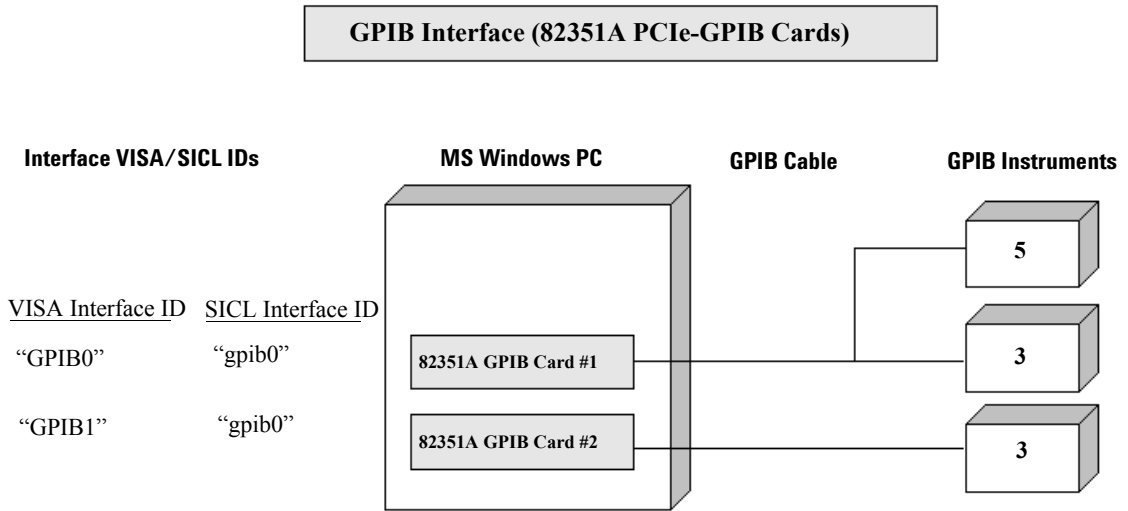 GPIB Interface (82351A PCIe-GPIB Cards)
Interface VISA/SICL IDs
MS Windows PC
GPIB Cable
GPIB Instruments
5
VISA Interface ID
SICL Interface ID
“GPIB0”
“gpib0”
82351A GPIB Card #1
3
“GPIB1”
“gpib0”
82351A GPIB Card #2
3